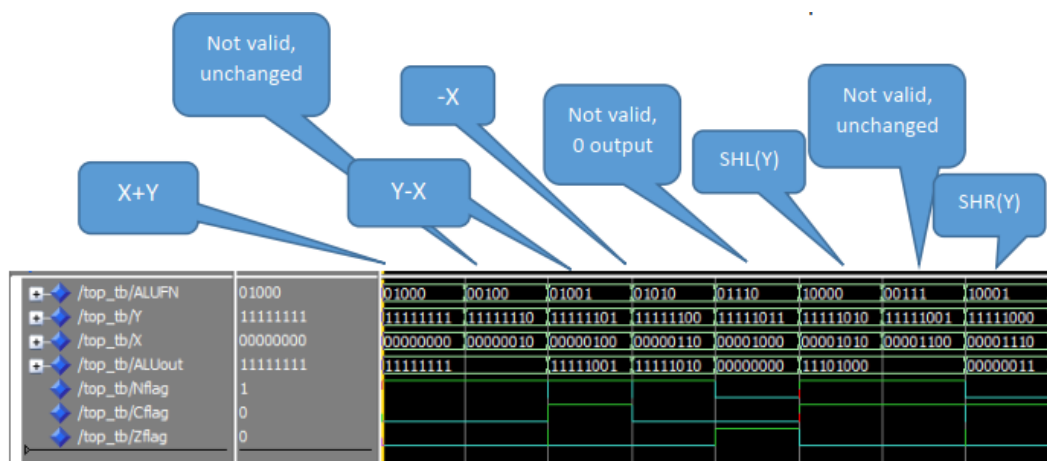 Not valid,
unchanged
-X
Not valid,
0 output
SHL(Y)
Not valid,
unchanged
X+Y
Y-X
SHR(Y)
/top_tb/ALUFN 01000 01000 00100 01001 01010 01110 10000 00111 10001
/top_tb/Y 11111111 11111111 11111110 11111101 11111100 11111011 11111010 11111001 11111000
/top_tb/X 00000000 00000000 00000010 00000100 00000110 00001000 00001010 00001100 00001110
/top_tb/ALUout 11111111 11111111 11111001 11111010 00000000 11101000 00000011
/top_tb/Nflag 1
/top_tb/Cflag 0
/top_tb/Zflag 0